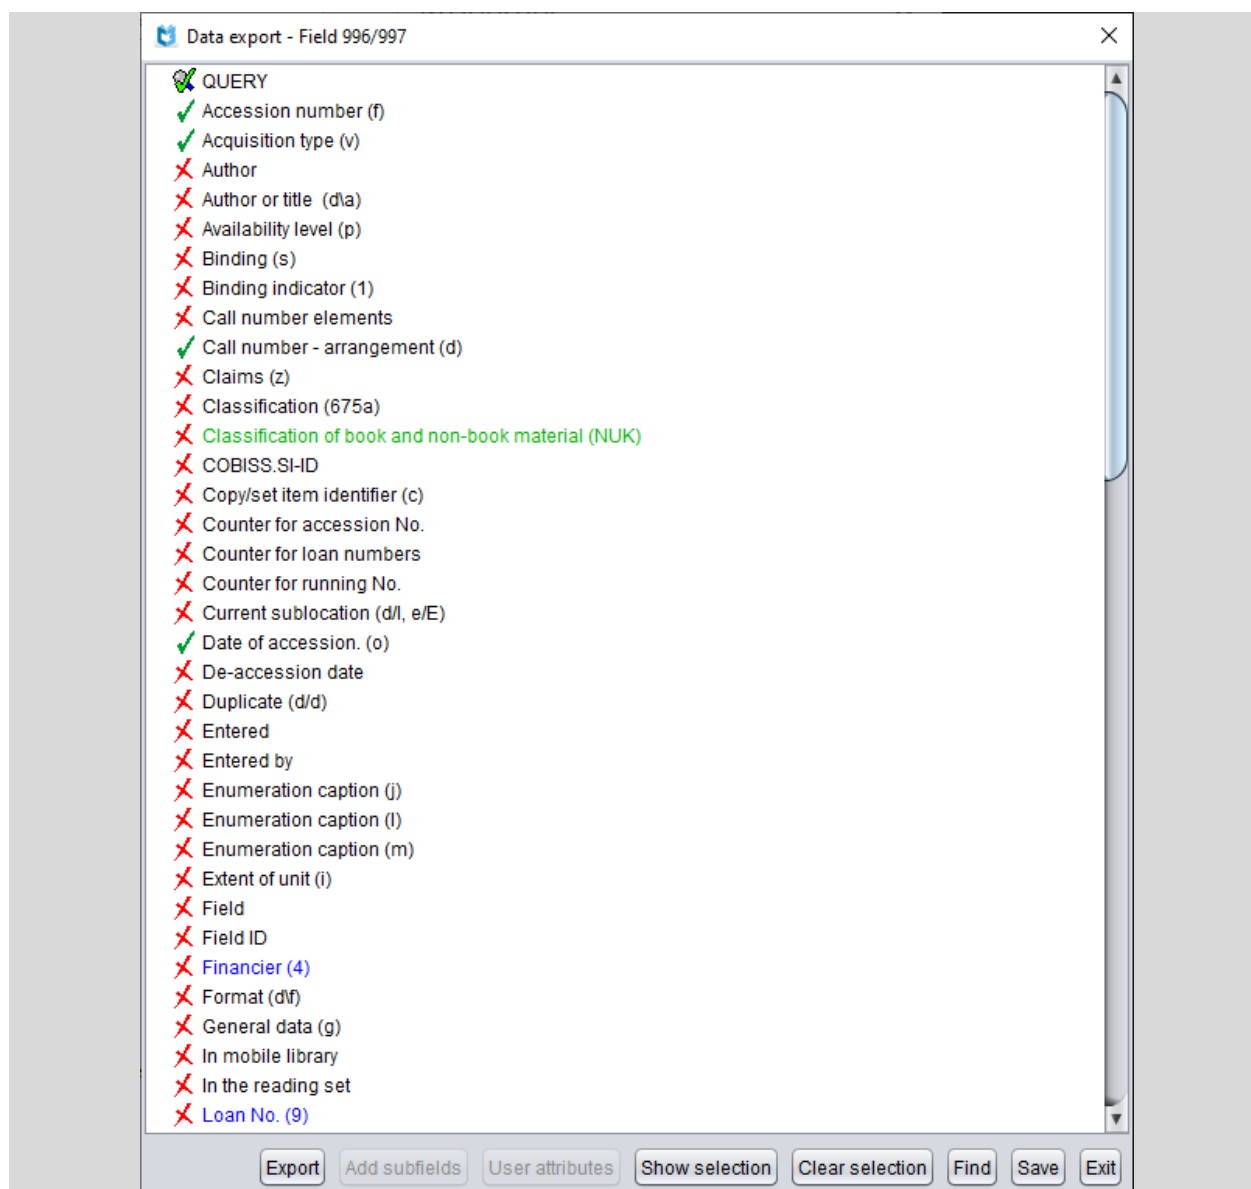 Data export - Field 996/997
QUERY
Accession number (f)
Acquisition type (v)
Author
Author or title  (d\a)
Availability level (p)
Binding (s)
Binding indicator (1)
Call number elements
Call number - arrangement (d)
Claims (z)
Classification (675a)
Classification of book and non-book material (NUK)
COBISS.SI-ID
Copy/set item identifier (c)
Counter for accession No.
Counter for loan numbers
Counter for running No.
Current sublocation (d/l, e/E)
Date of accession. (o)
De-accession date
Duplicate (d/d)
Entered
Entered by
Enumeration caption (j)
Enumeration caption (l)
Enumeration caption (m)
Extent of unit (i)
Field
Field ID
Financier (4)
Format (d\f)
General data (g)
In mobile library
In the reading set
Loan No. (9)
Export Add subfields User attributes Show selection Clear selection Find Save Exit